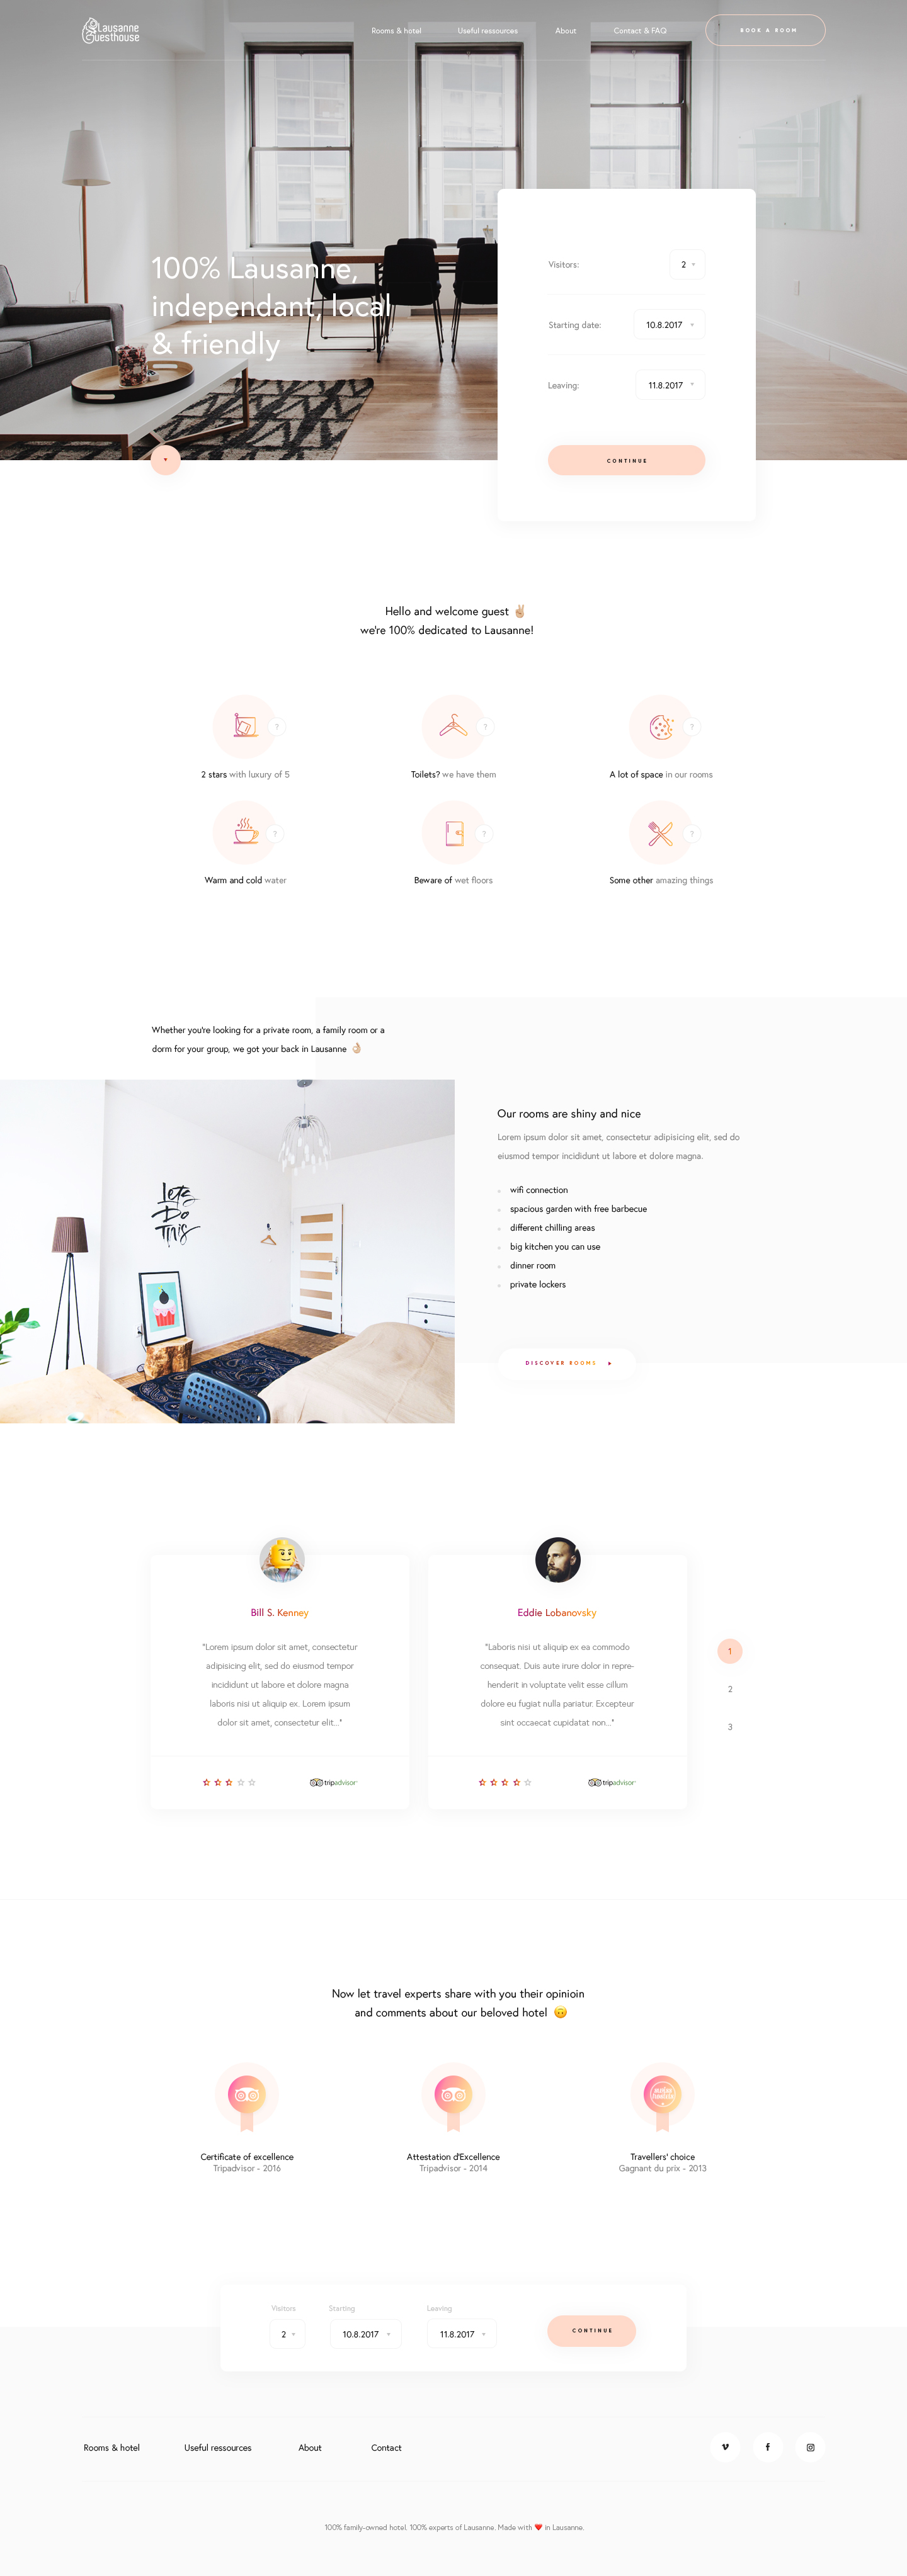 Lausanne
Guesthouse
Rooms & hotel
Useful ressources
About
Contact & FAQ
BOOK A ROOM
100% Lausanne,
independant, local
& friendly
Visitors:
2
Starting date:
10.8.2017
Leaving:
11.8.2017
CONTINUE
Hello and welcome guest ✌🏼
we're 100% dedicated to Lausanne!
?
?
?
2 stars with luxury of 5
Toilets? we have them
A lot of space in our rooms
?
?
?
Warm and cold water
Beware of wet floors
Some other amazing things
Whether you're looking for a private room, a family room or a
dorm for your group, we got your back in Lausanne 👌🏼
Let's
Do
This
Our rooms are shiny and nice
Lorem ipsum dolor sit amet, consectetur adipisicing elit, sed do
eiusmod tempor incididunt ut labore et dolore magna.
wifi connection
spacious garden with free barbecue
different chilling areas
big kitchen you can use
dinner room
private lockers
DISCOVER ROOMS
Bill S. Kenney
"Lorem ipsum dolor sit amet, consectetur
adipisicing elit, sed do eiusmod tempor
incididunt ut labore et dolore magna
laboris nisi ut aliquip ex. Lorem ipsum
dolor sit amet, consectetur elit..."
tripadvisor
Eddie Lobanovsky
"Laboris nisi ut aliquip ex ea commodo
consequat. Duis aute irure dolor in repre-
henderit in voluptate velit esse cillum
dolore eu fugiat nulla pariatur. Excepteur
sint occaecat cupidatat non..."
tripadvisor
1
2
3
Now let travel experts share with you their opinioin
and comments about our beloved hotel 🙃
Certificate of excellence
Tripadvisor - 2016
Attestation d'Excellence
Tripadvisor - 2014
Travellers' choice
Gagnant du prix - 2013
Visitors
Starting
Leaving
2
10.8.2017
11.8.2017
CONTINUE
Rooms & hotel
Useful ressources
About
Contact
100% family-owned hotel. 100% experts of Lausanne. Made with ❤️ in Lausanne.